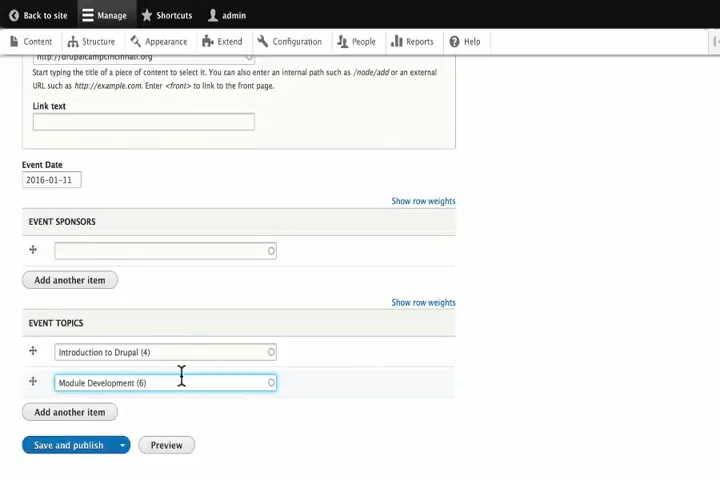 Back to site Manage Shortcuts admin
Content Structure Appearance Extend Configuration People Reports Help
http://drupalcampcincinnati.org
Start typing the title of a piece of content to select it. You can also enter an internal path such as /node/add or an external
URL such as http://example.com. Enter <front> to link to the front page.
Link text
Event Date
2016-01-11
Show row weights
EVENT SPONSORS
Add another item
Show row weights
EVENT TOPICS
Introduction to Drupal (4)
Module Development (6)
Add another item
Save and publish Preview